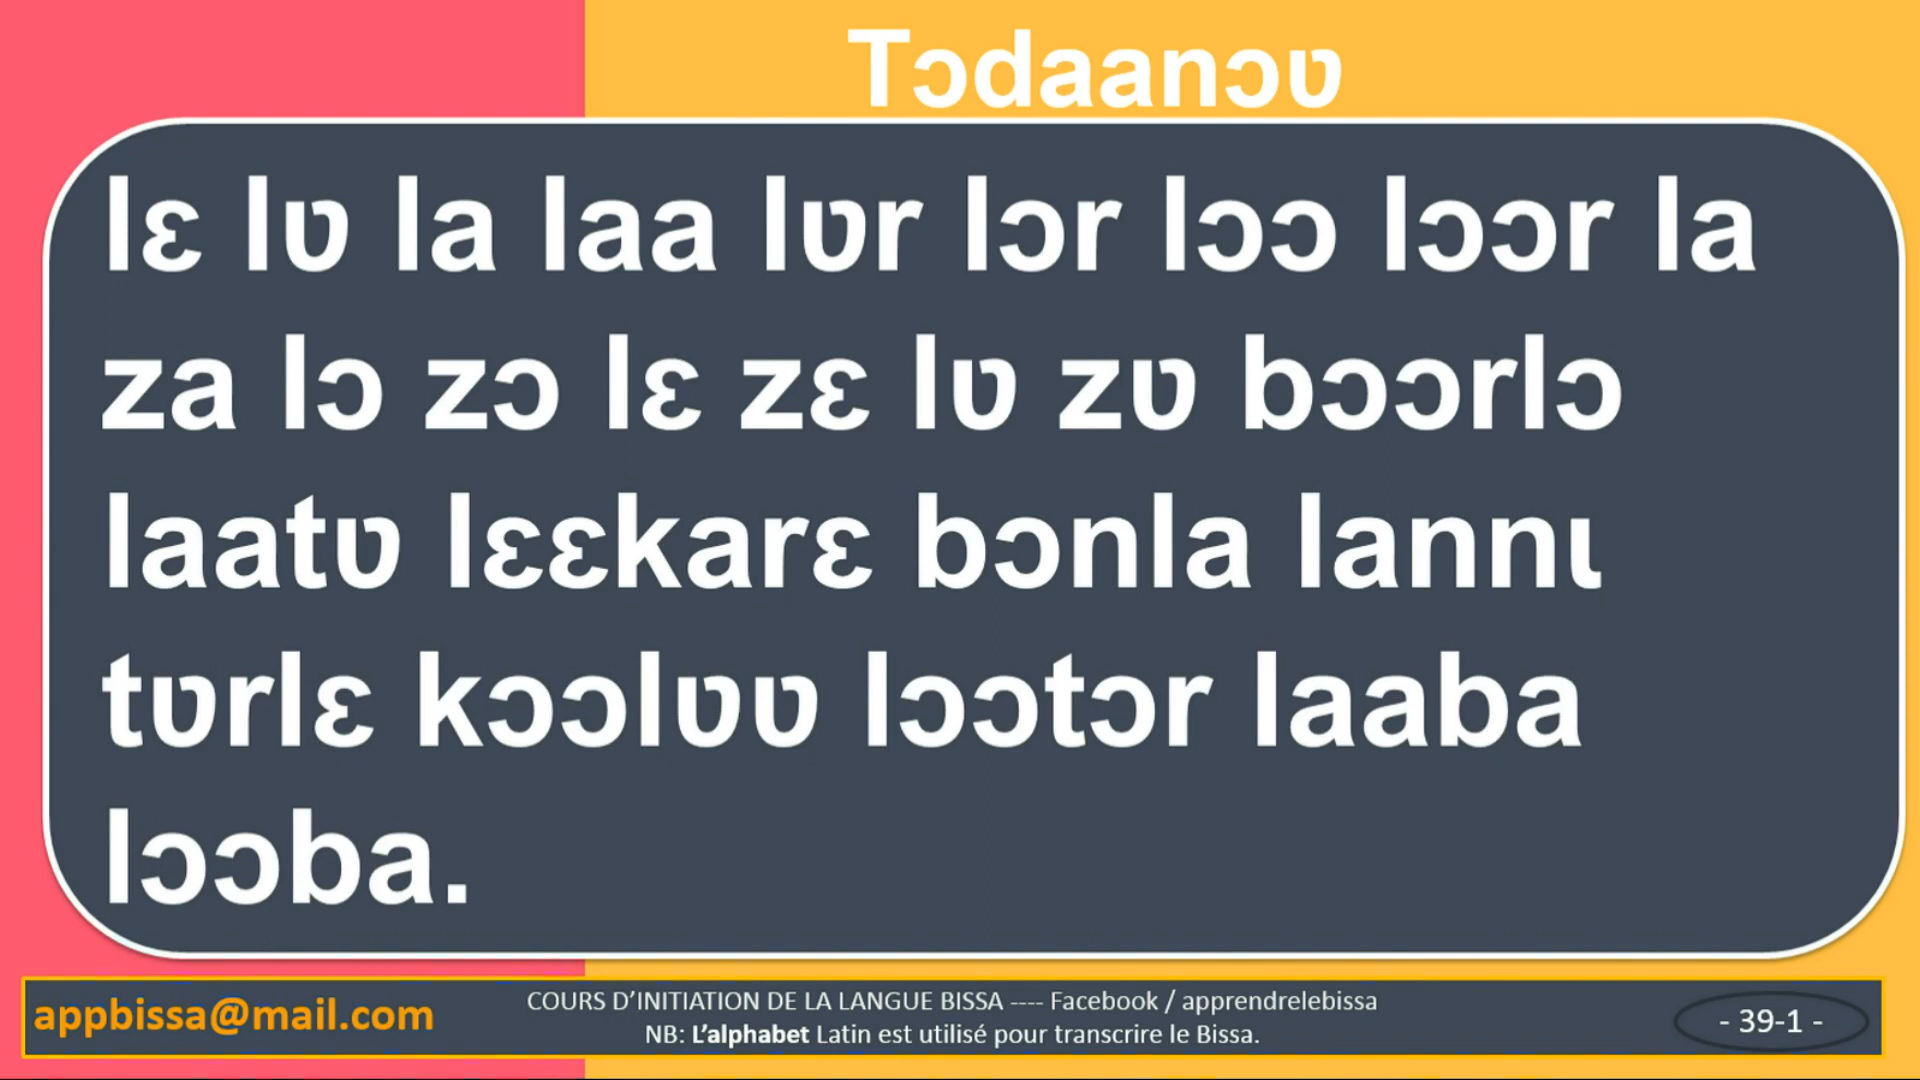 Tɔdaanɔʋ
lɛ lʋ la laa lʋr lɔr lɔɔ lɔɔr la
za lɔ zɔ lɛ zɛ lʋ zʋ bɔɔrlɔ
laatʋ lɛɛkarɛ bɔnla lannɩ
tʋrlɛ kɔɔlʋʋ lɔɔtɔr laaba
lɔɔba.
appbissa@mail.com
COURS D’INITIATION DE LA LANGUE BISSA ---- Facebook / apprendrelebissa
NB: L’alphabet Latin est utilisé pour transcrire le Bissa.
- 39-1 -